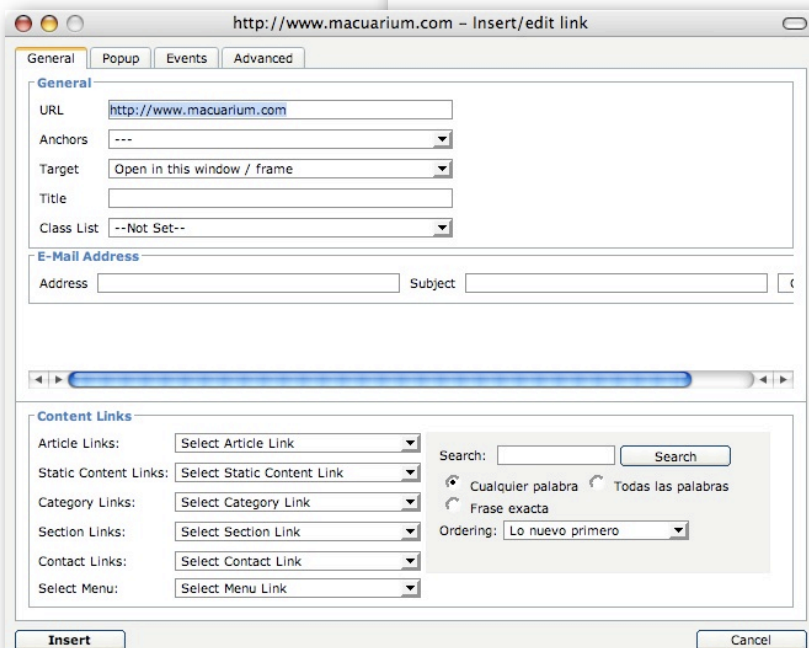 http://www.macuarium.com – Insert/edit link
General Popup Events Advanced
General
URL http://www.macuarium.com
Anchors ---
Target Open in this window / frame
Title
Class List --Not Set--
E-Mail Address
Address Subject
Content Links
Article Links: Select Article Link
Static Content Links: Select Static Content Link
Category Links: Select Category Link
Section Links: Select Section Link
Contact Links: Select Contact Link
Select Menu: Select Menu Link
Search: Search
Cualquier palabra Todas las palabras
Frase exacta
Ordering: Lo nuevo primero
Insert Cancel